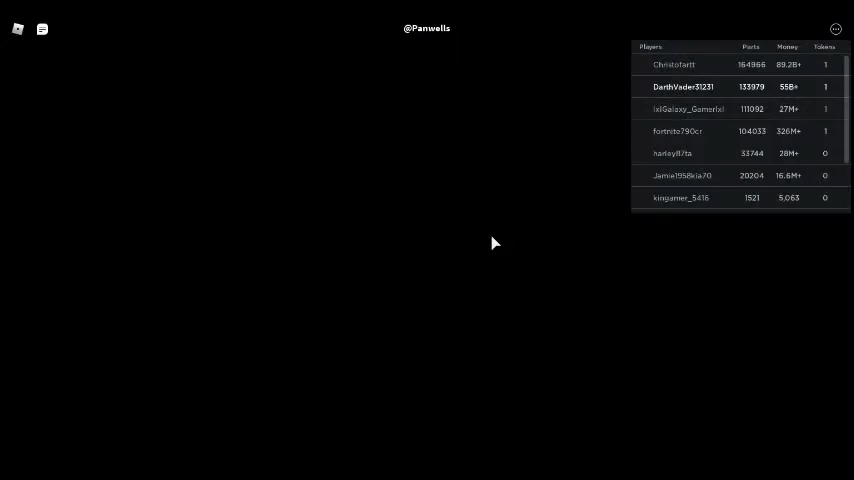 @Panwells
Players Parts Money Tokens
Christofartt 164966 89.2B+ 1
DarthVader31231 133979 55B+ 1
lxlGalaxy_Gamerlxl 111092 27M+ 1
fortnite790cr 104033 326M+ 1
harley87ta 33744 28M+ 0
Jamie1958kia70 20204 16.6M+ 0
kingamer_5416 1521 5,063 0